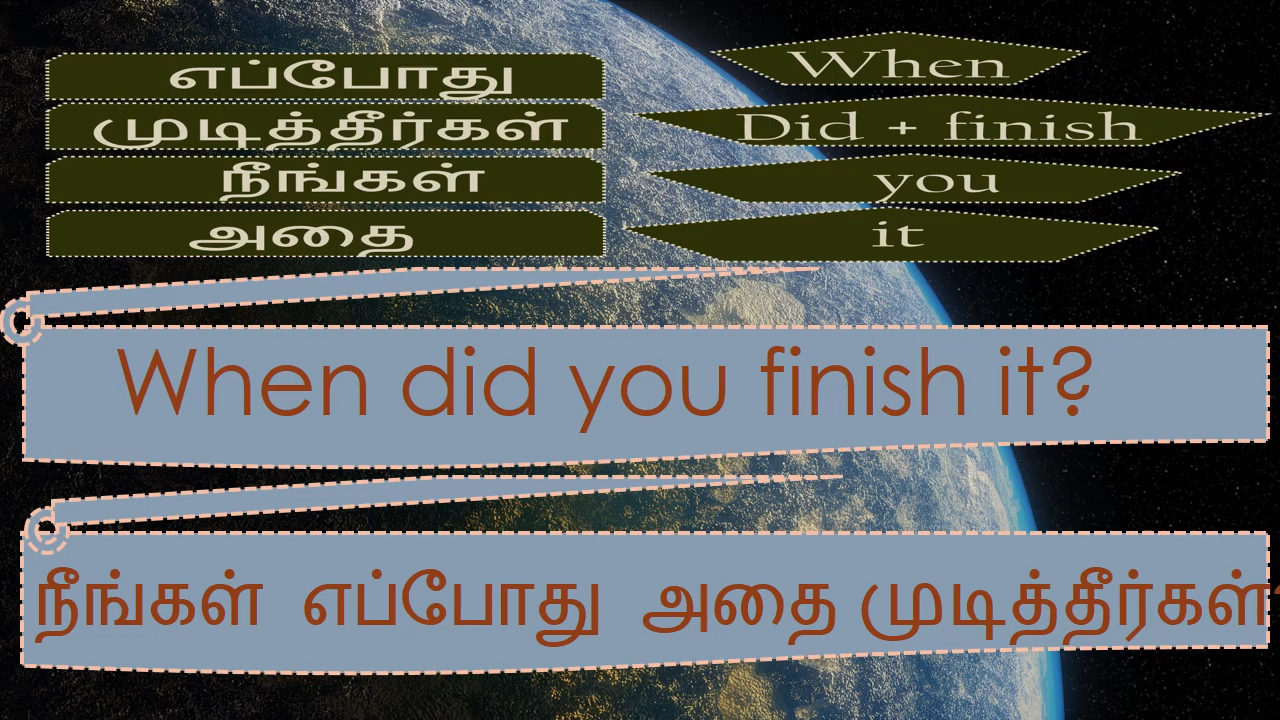 எப்போது When
முடித்தீர்கள் Did + finish
நீங்கள் you
அதை it
When did you finish it?
நீங்கள் எப்போது அதை முடித்தீர்கள்